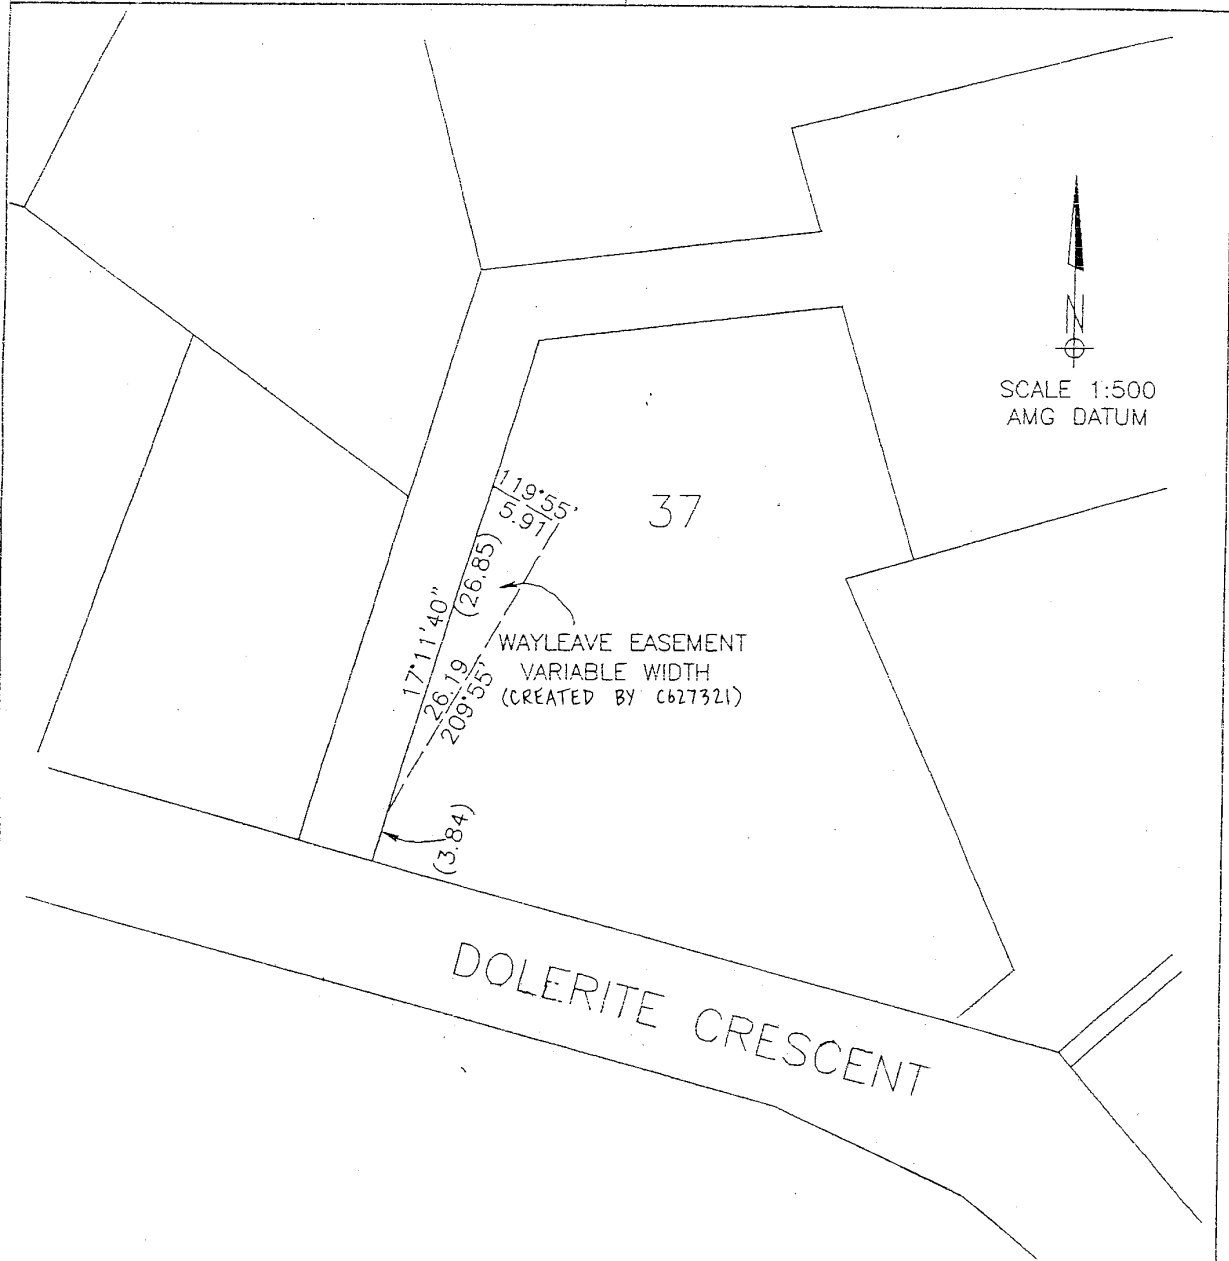 N
SCALE 1:500
AMG DATUM
119°55'
5.91
37
(26.85)
17°11'40"
WAYLEAVE EASEMENT
VARIABLE WIDTH
(CREATED BY C627321)
26.19
209°55'
(3.84)
DOLERITE CRESCENT